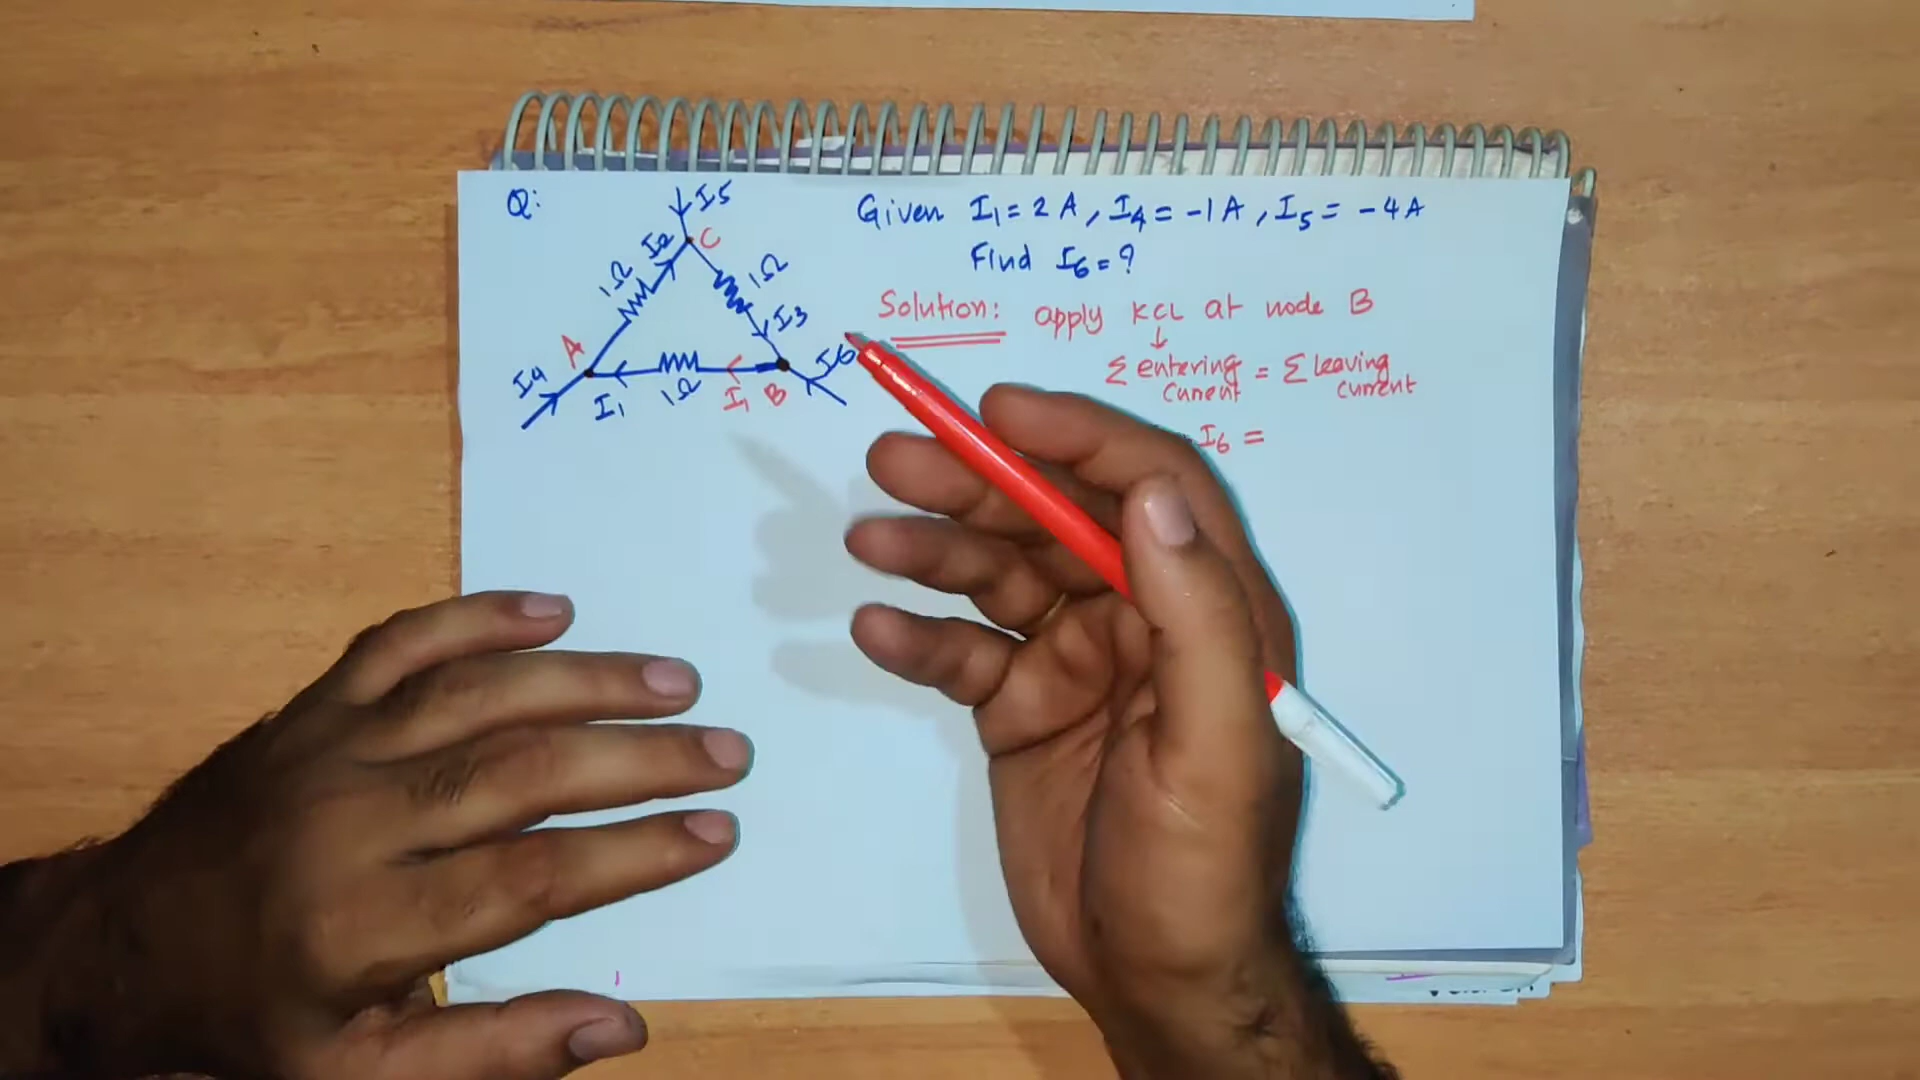 Q:
Given I1 = 2 A, I4 = -1 A, I5 = -4 A
Find I6 = ?
I5
C
I2
1Ω
1Ω
I3
A
I4
I1
1Ω
I1
B
I6
Solution: apply KCL at node B
Σ entering current = Σ leaving current
I6 =